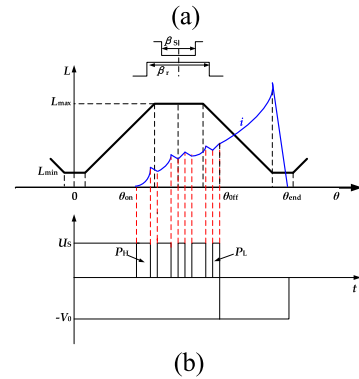 (a)
βSl
βr
L
Lmax
i
Lmin
0 θon θoff θend θ
Us
PH PL
t
-V0
(b)